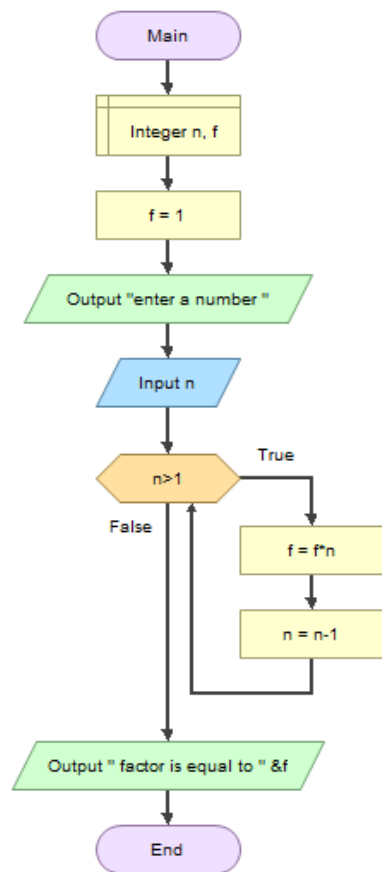 Main
Integer n, f
f = 1
Output "enter a number "
Input n
n>1
True
False
f = f*n
n = n-1
Output " factor is equal to " &f
End